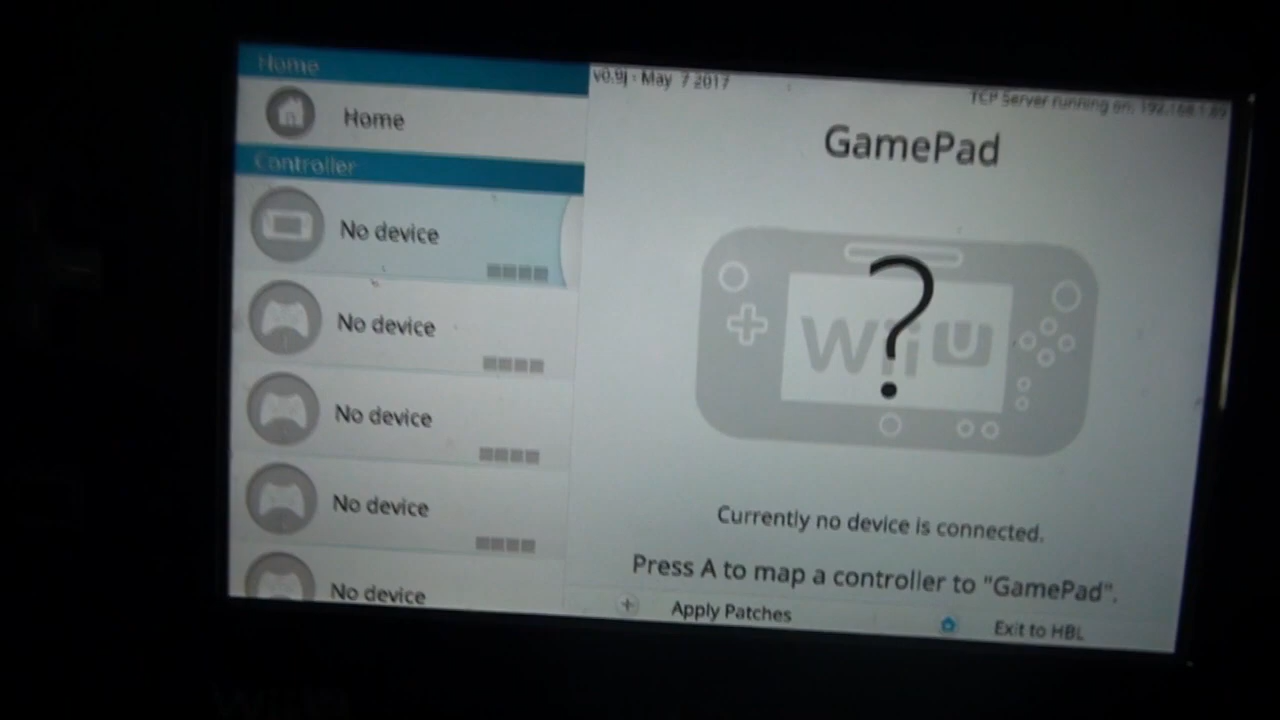 Home
Home
Controller
No device
No device
No device
No device
No device
v0.9j - May 7 2017
TCP Server running on: 192.168.1.89
GamePad
Wii U
?
Currently no device is connected.
Press A to map a controller to "GamePad".
Apply Patches
Exit to HBL